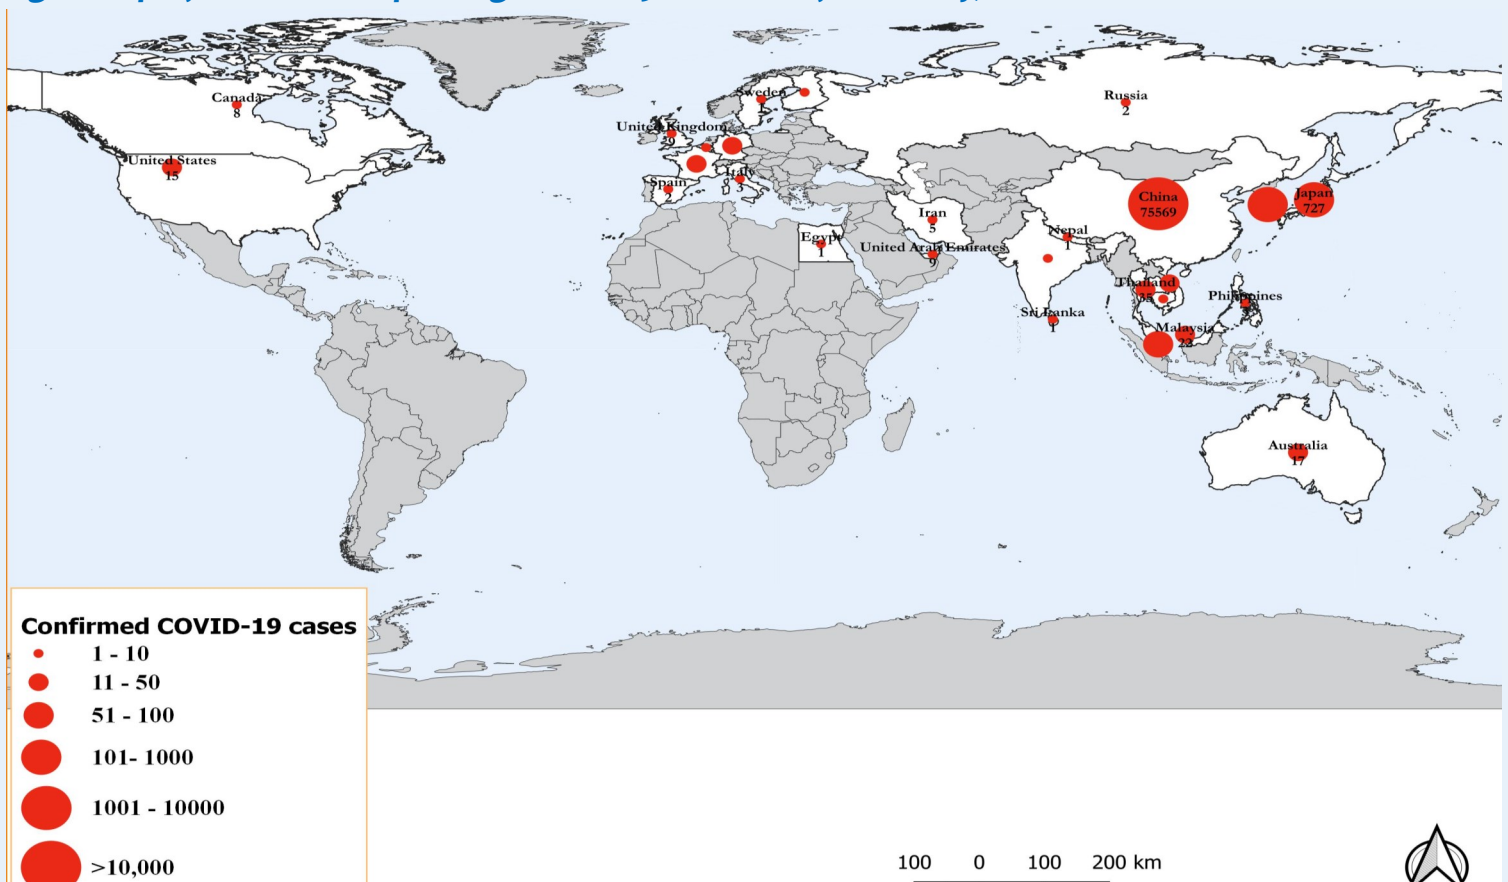 Canada
8
United States
15
Sweden
1
Russia
2
United Kingdom
9
Spain
2
Italy
3
Egypt
1
Iran
5
United Arab Emirates
9
Nepal
1
Sri Lanka
1
China
75569
Japan
727
Thailand
35
Philippines
Malaysia
Australia
17
Confirmed COVID-19 cases
1 - 10
11 - 50
51 - 100
101- 1000
1001 - 10000
>10,000
100 0 100 200 km